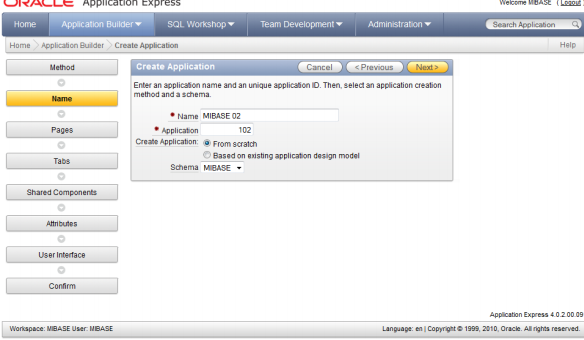 ORACLE Application Express
Welcome MIBASE ( Logout )
Home Application Builder SQL Workshop Team Development Administration Search Application
Home Application Builder Create Application Help
Method
Name
Pages
Tabs
Shared Components
Attributes
User Interface
Confirm
Create Application Cancel < Previous Next >
Enter an application name and an unique application ID. Then, select an application creation
method and a schema.
* Name MIBASE 02
* Application 102
Create Application: From scratch
Based on existing application design model
Schema MIBASE
Application Express 4.0.2.00.09
Workspace: MIBASE User: MIBASE Language: en | Copyright © 1999, 2010, Oracle. All rights reserved.